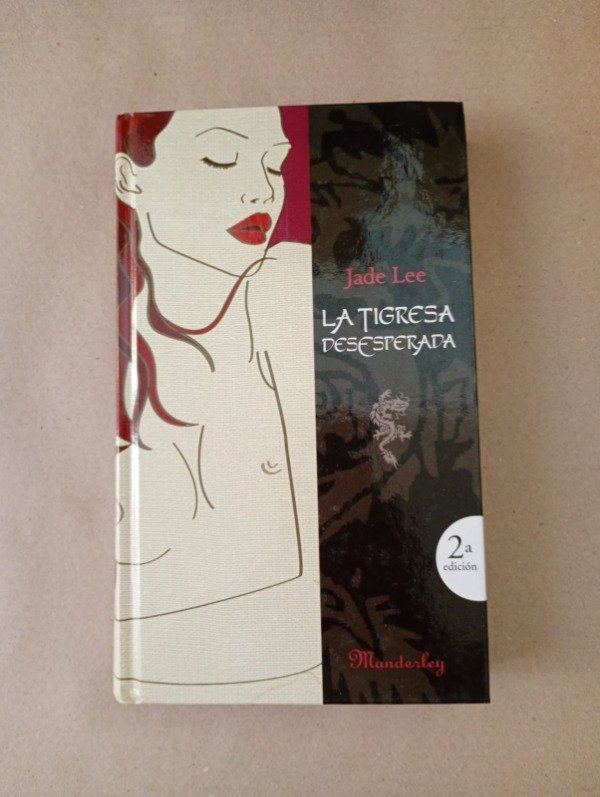 Jade Lee
LA TIGRESA
DESESPERADA
2a
edición
Manderley